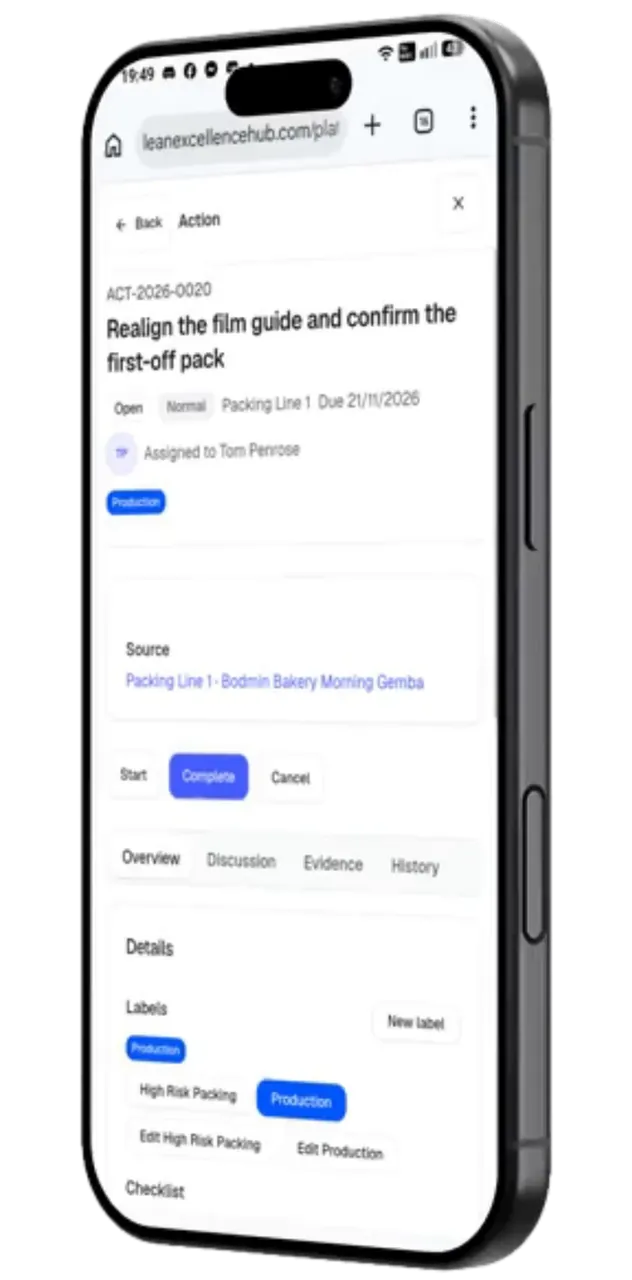 19:49
leanexcellencehub.com/pla
16
← Back Action ×
ACT-2026-0020
Realign the film guide and confirm the
first-off pack
Open Normal Packing Line 1 Due 21/11/2026
TP Assigned to Tom Penrose
Production
Source
Packing Line 1 · Bodmin Bakery Morning Gemba
Start Complete Cancel
Overview Discussion Evidence History
Details
Labels New label
Production
High Risk Packing Production
Edit High Risk Packing Edit Production
Checklist